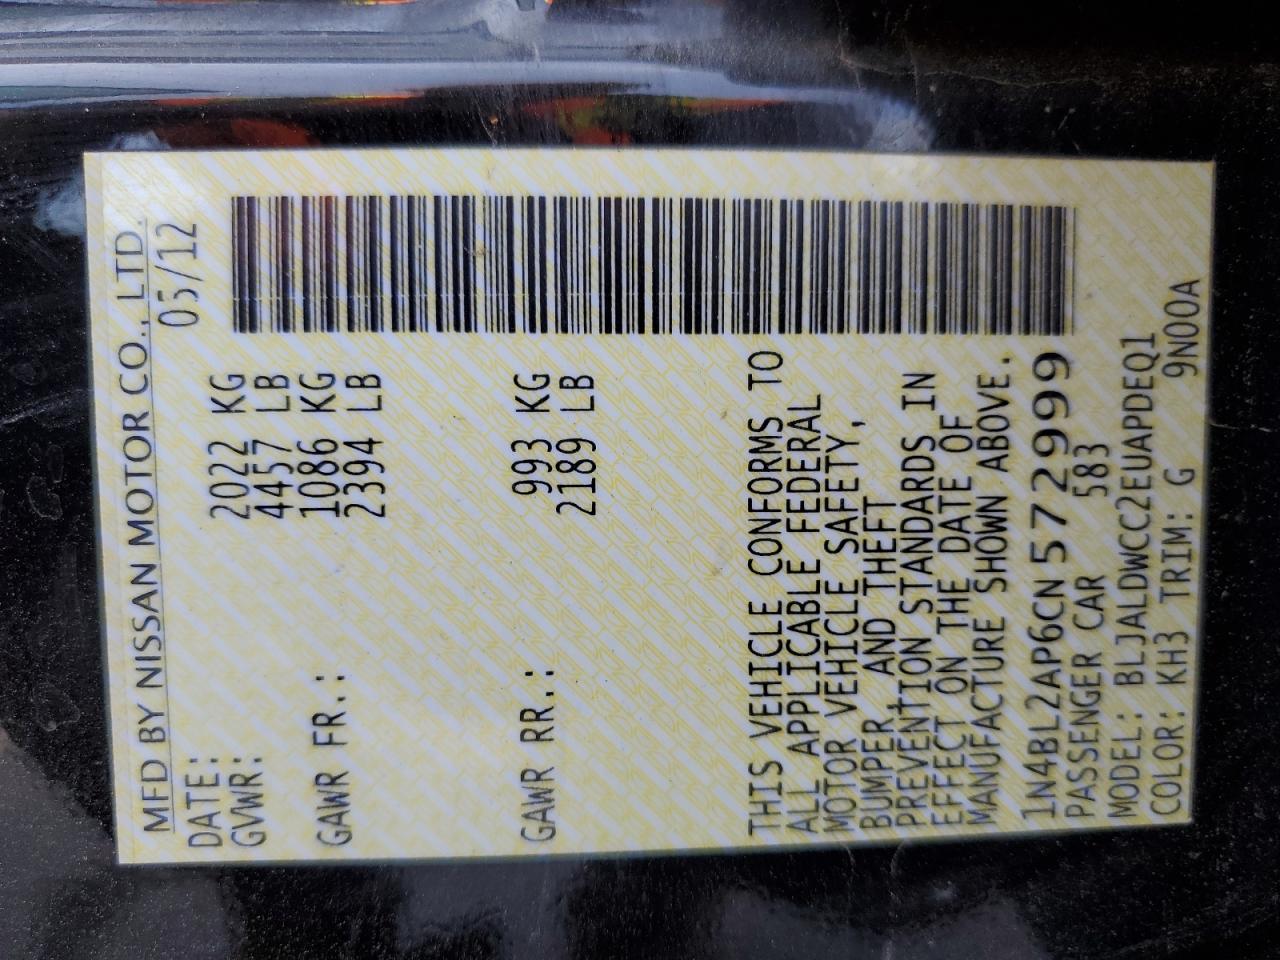 MFD BY NISSAN MOTOR CO., LTD.
DATE: 05/12
GVWR: 2022 KG
4457 LB
GAWR FR.: 1086 KG
2394 LB
GAWR RR.: 993 KG
2189 LB
THIS VEHICLE CONFORMS TO
ALL APPLICABLE FEDERAL
MOTOR VEHICLE SAFETY,
BUMPER, AND THEFT
PREVENTION STANDARDS IN
EFFECT ON THE DATE OF
MANUFACTURE SHOWN ABOVE.
1N4BL2AP6CN572999
PASSENGER CAR 583
MODEL: BLJALDWCC2EUAPDEQ1
COLOR: KH3 TRIM: G 9N00A